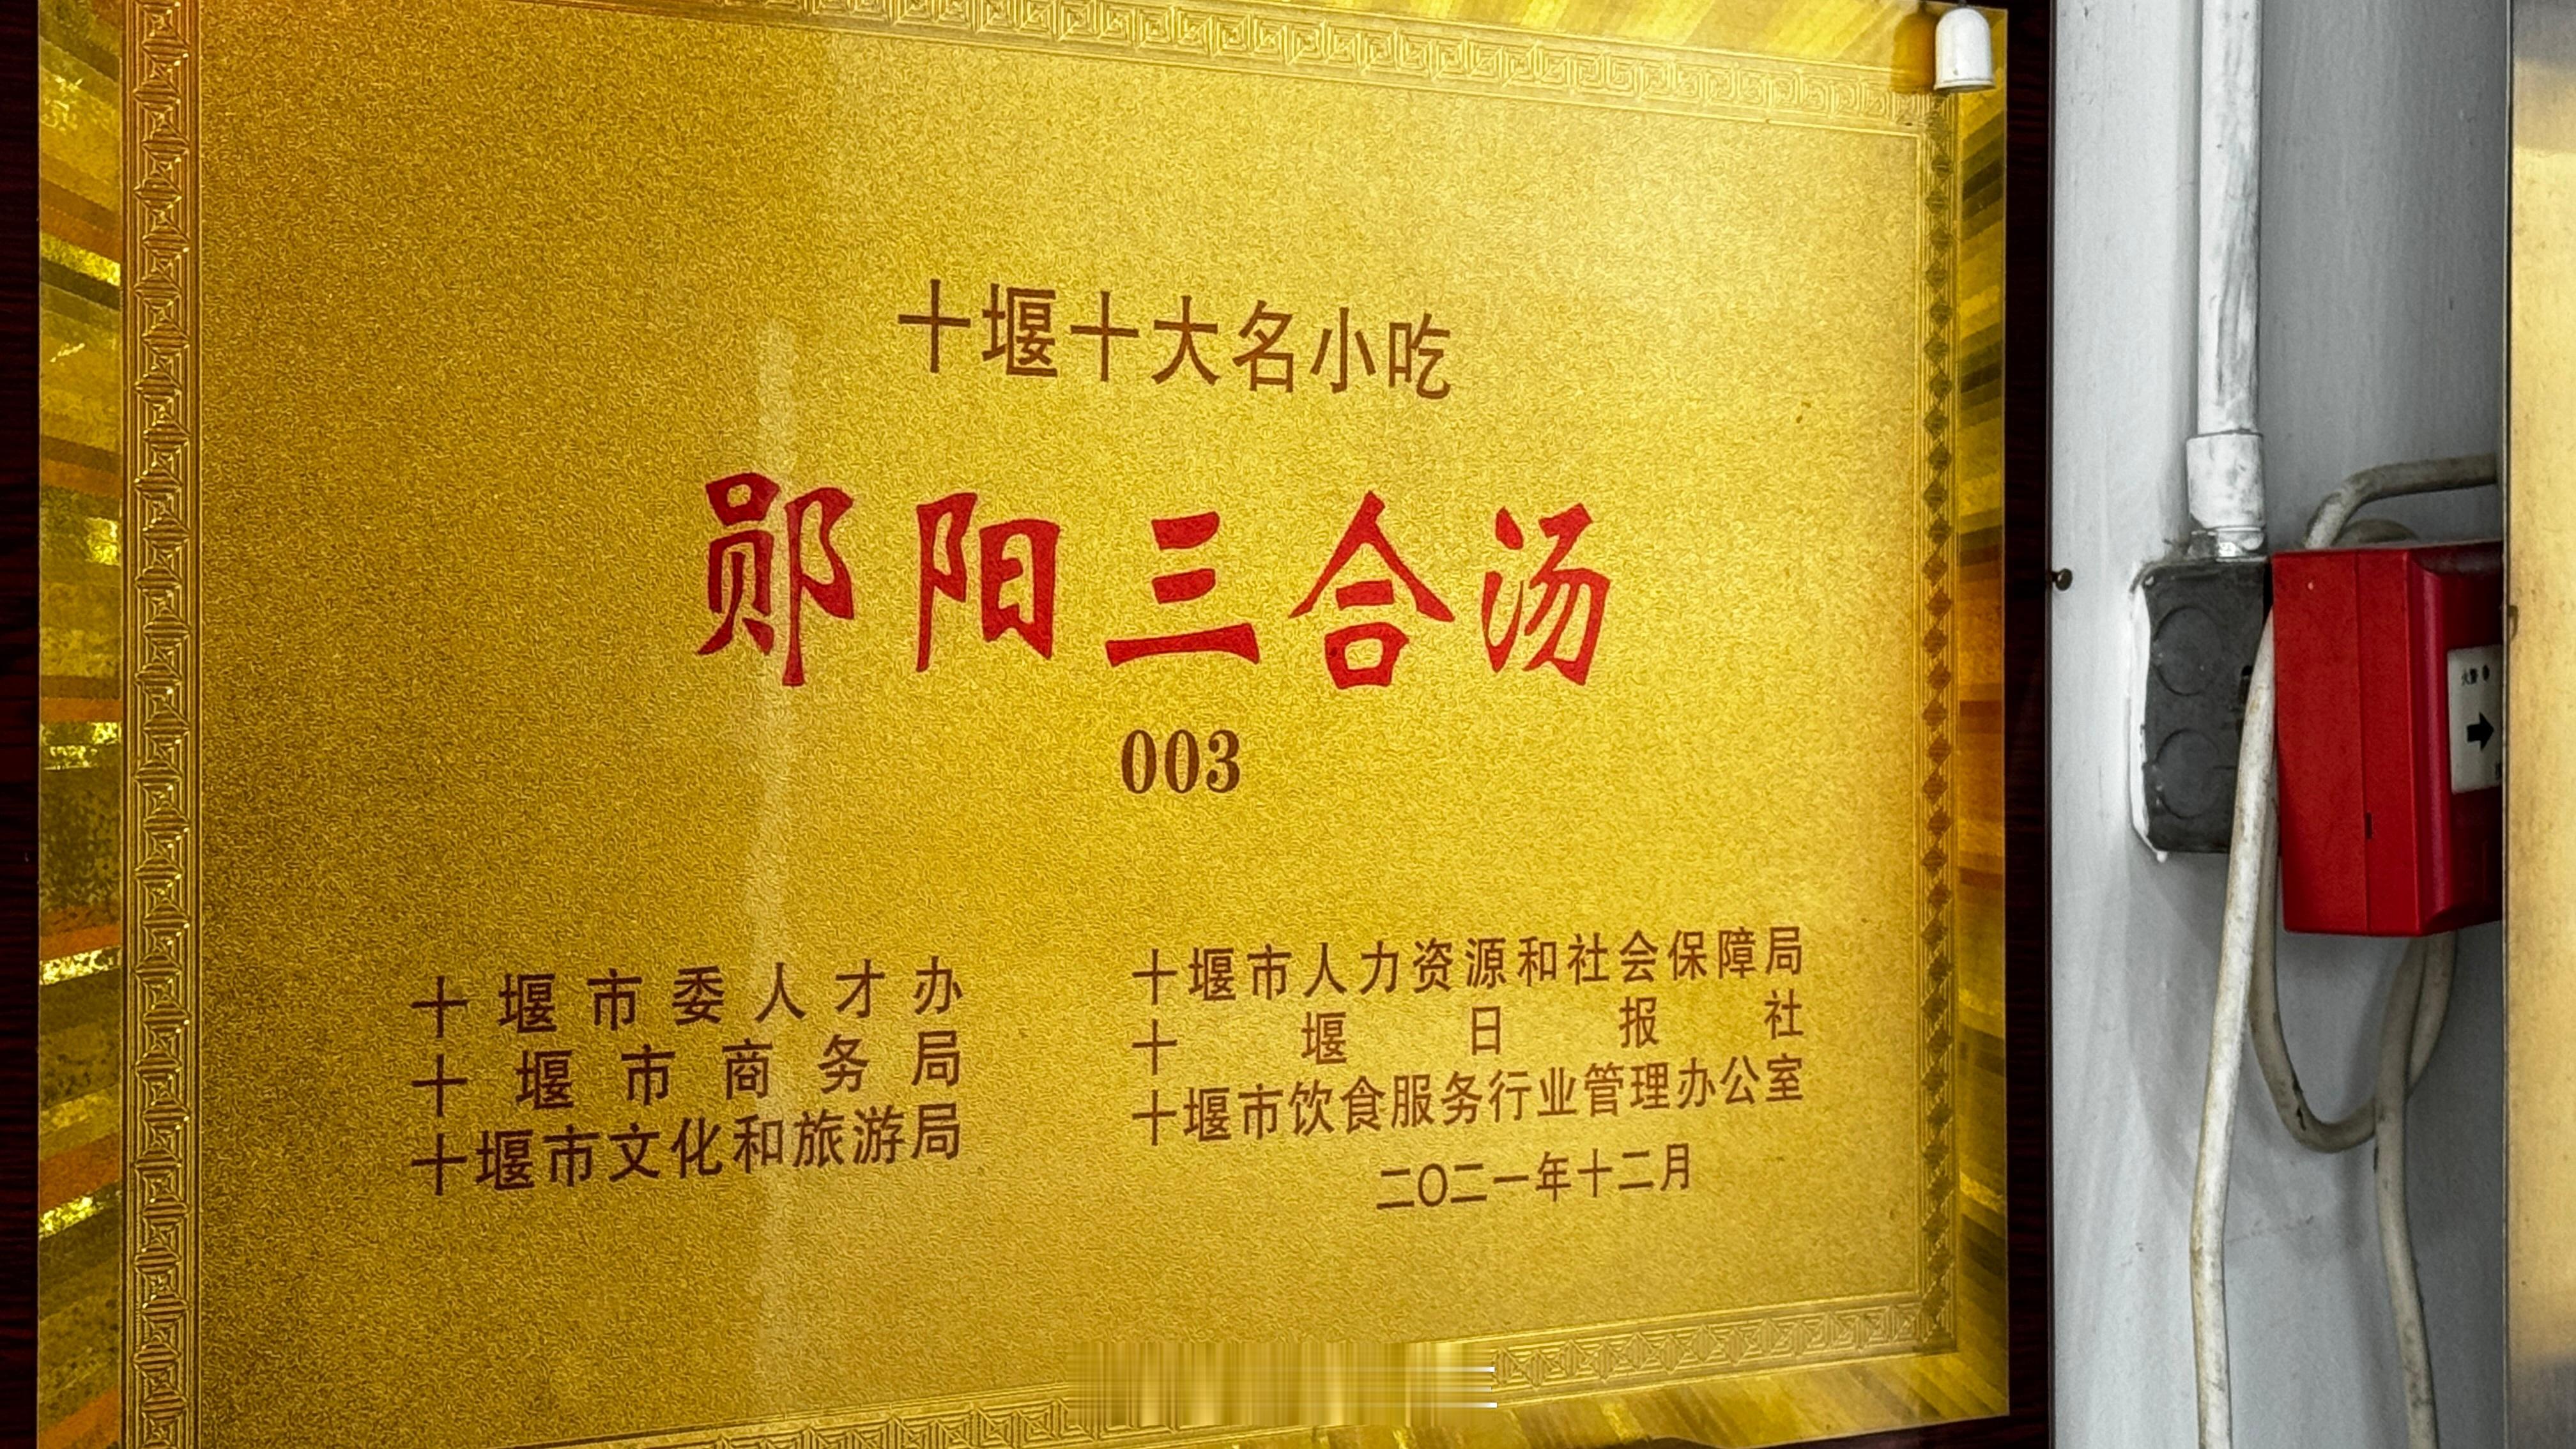 十堰十大名小吃
郧阳三合汤
003
十堰市委人才办
十堰市商务局
十堰市文化和旅游局
十堰市人力资源和社会保障局
十堰日报社
十堰市饮食服务行业管理办公室
二〇二一年十二月
火警